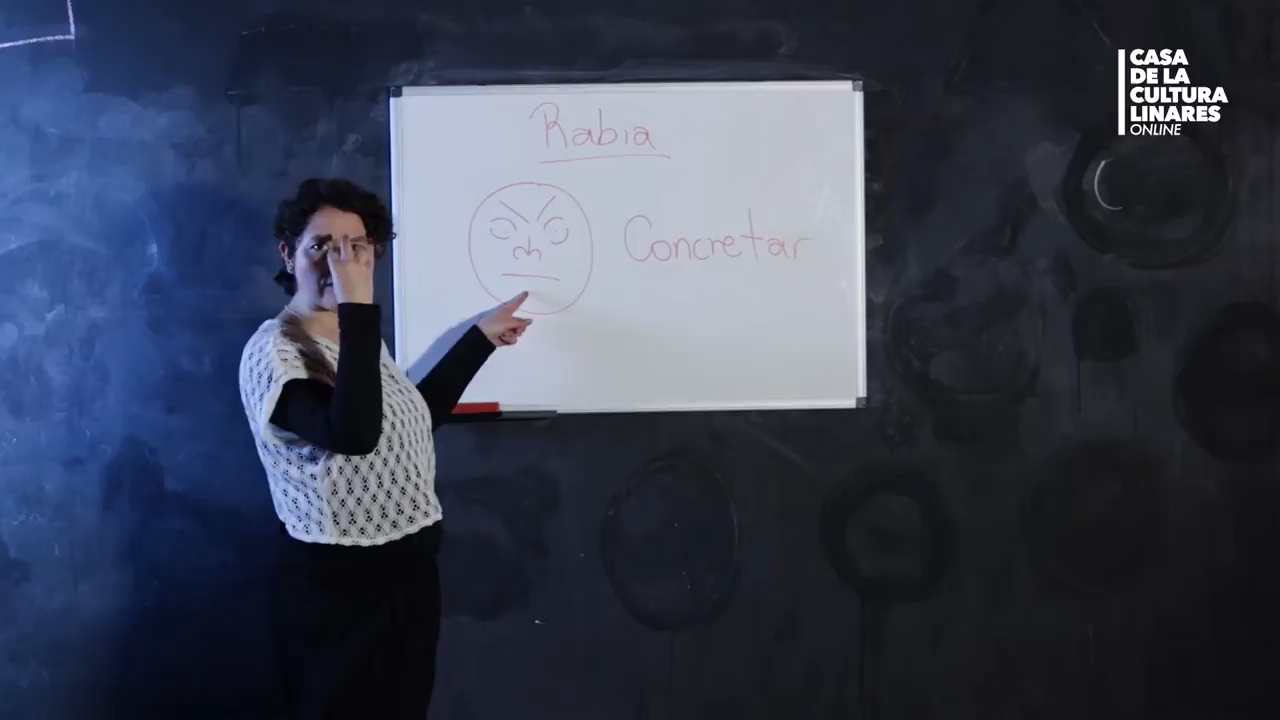 Rabia
Concretar
CASA
DE LA
CULTURA
LINARES
ONLINE